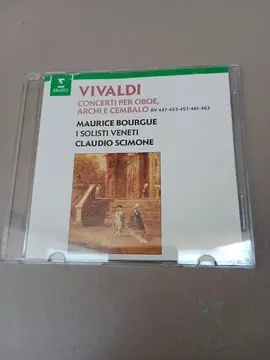 ERATO
VIVALDI
CONCERTI PER OBOE,
ARCHI E CEMBALO RV 447-453-457-461-463
MAURICE BOURGUE
I SOLISTI VENETI
CLAUDIO SCIMONE